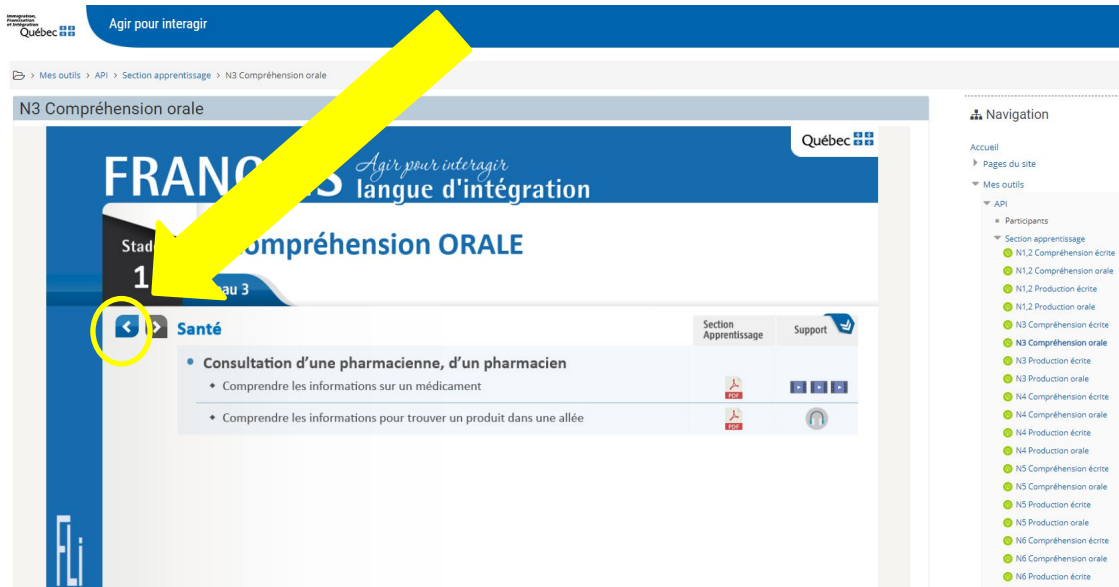 Immigration,
Francisation
et Intégration
Québec
Agir pour interagir
> Mes outils > API > Section apprentissage > N3 Compréhension orale
N3 Compréhension orale
Québec
Agir pour interagir
langue d'intégration
ORALE
1
Santé
Section
Apprentissage
Support
• Consultation d'une pharmacienne, d'un pharmacien
Comprendre les informations sur un médicament
PDF
Comprendre les informations pour trouver un produit dans une allée
PDF
FLi
Navigation
Accueil
Pages du site
Mes outils
API
Participants
Section apprentissage
N1,2 Compréhension écrite
N1,2 Compréhension orale
N1,2 Production écrite
N1,2 Production orale
N3 Compréhension écrite
N3 Compréhension orale
N3 Production écrite
N3 Production orale
N4 Compréhension écrite
N4 Compréhension orale
N4 Production écrite
N4 Production orale
N5 Compréhension écrite
N5 Compréhension orale
N5 Production écrite
N5 Production orale
N6 Compréhension écrite
N6 Compréhension orale
N6 Production écrite